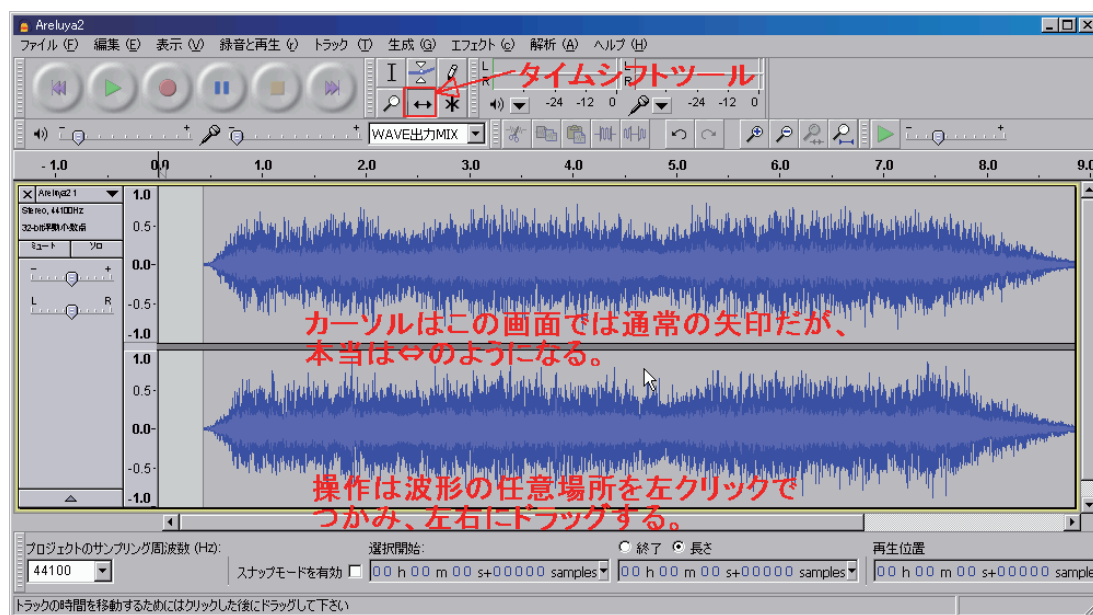 Areluya2
ファイル (F) 編集 (E) 表示 (V) 録音と再生 (r) トラック (T) 生成 (G) エフェクト (c) 解析 (A) ヘルプ (H)
タイムシフトツール
L
R
L
R
-24 -12 0
-24 -12 0
- + - +
WAVE出力MIX
- +
- 1.0 0.0 1.0 2.0 3.0 4.0 5.0 6.0 7.0 8.0 9.0
Areluya2 1
Stereo, 44100Hz
32-bit浮動小数点
ミュート ソロ
- +
L R
1.0
0.5-
0.0-
-0.5-
-1.0
カーソルはこの画面では通常の矢印だが、
本当は⇔のようになる。
1.0
0.5-
0.0-
-0.5-
-1.0
操作は波形の任意場所を左クリックで
つかみ、左右にドラッグする。
プロジェクトのサンプリング周波数 (Hz): 選択開始: 終了 長さ 再生位置
44100 スナップモードを有効 00 h 00 m 00 s+00000 samples 00 h 00 m 00 s+00000 samples 00 h 00 m 00 s+00000 sample
トラックの時間を移動するためにはクリックした後にドラッグして下さい